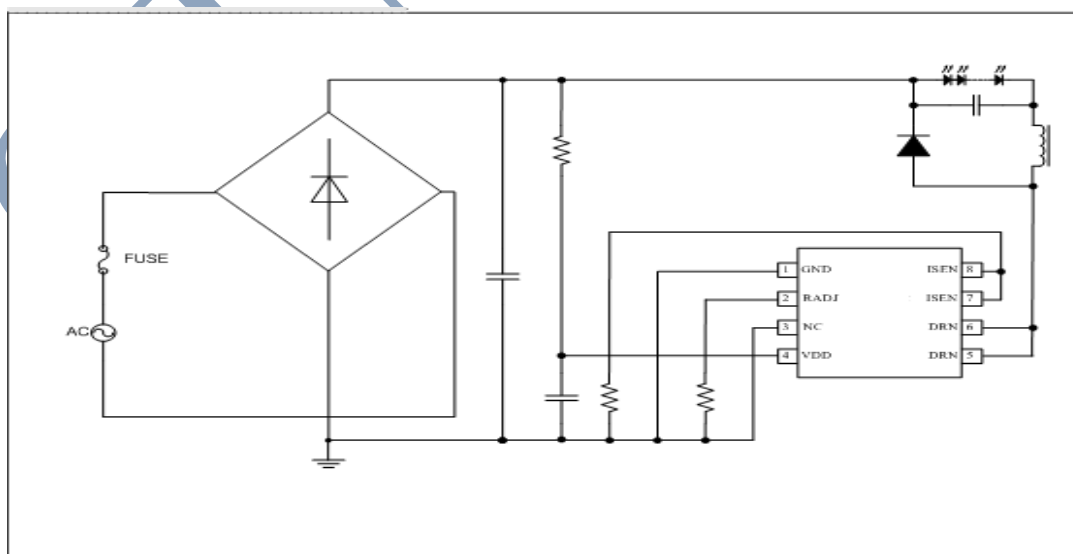 FUSE
AC
1 GND ISEN 8
2 RADJ ISEN 7
3 NC DRN 6
4 VDD DRN 5